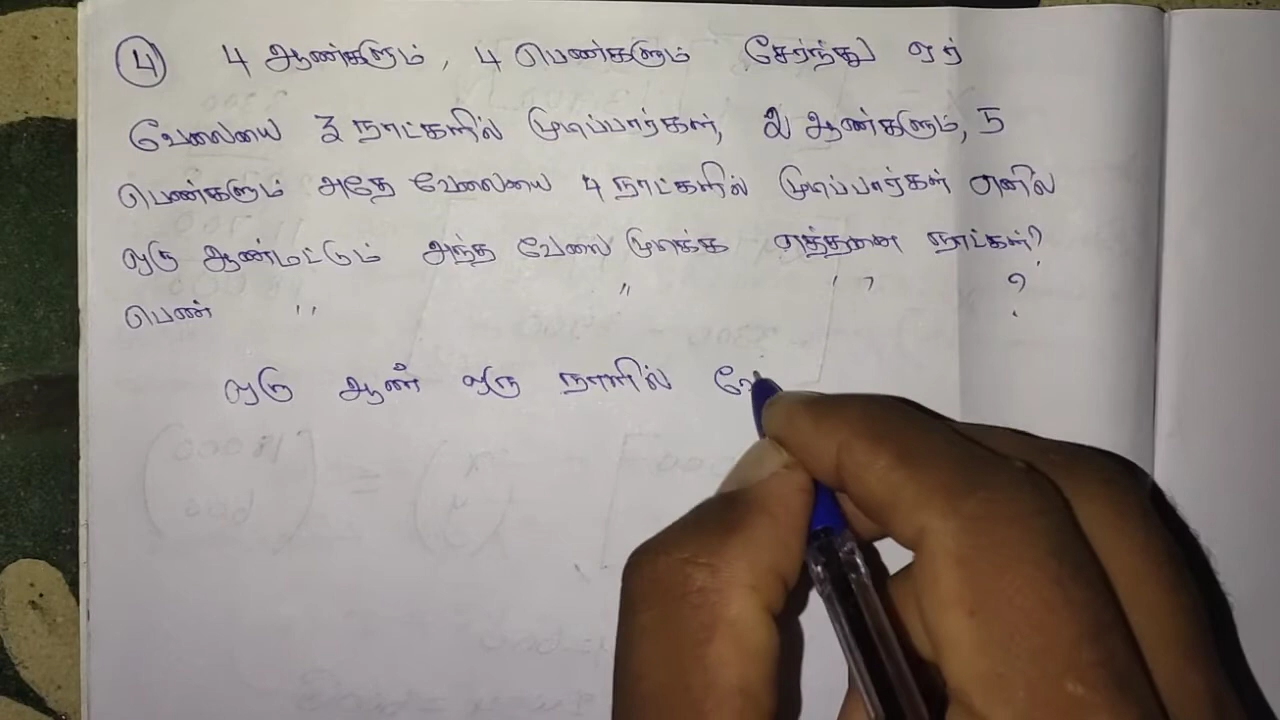 4 4 ஆண்களும், 4 பெண்களும் சேர்ந்து ஓர்
வேலையை 3 நாட்களில் முடிப்பார்கள், 2 ஆண்களும், 5
பெண்களும் அதே வேலையை 4 நாட்களில் முடிப்பார்கள் எனில்
ஒரு ஆண்மட்டும் அந்த வேலை முடிக்க எத்தனை நாட்கள்?
பெண் " " " ?
ஒரு ஆண் ஒரு நாளில்